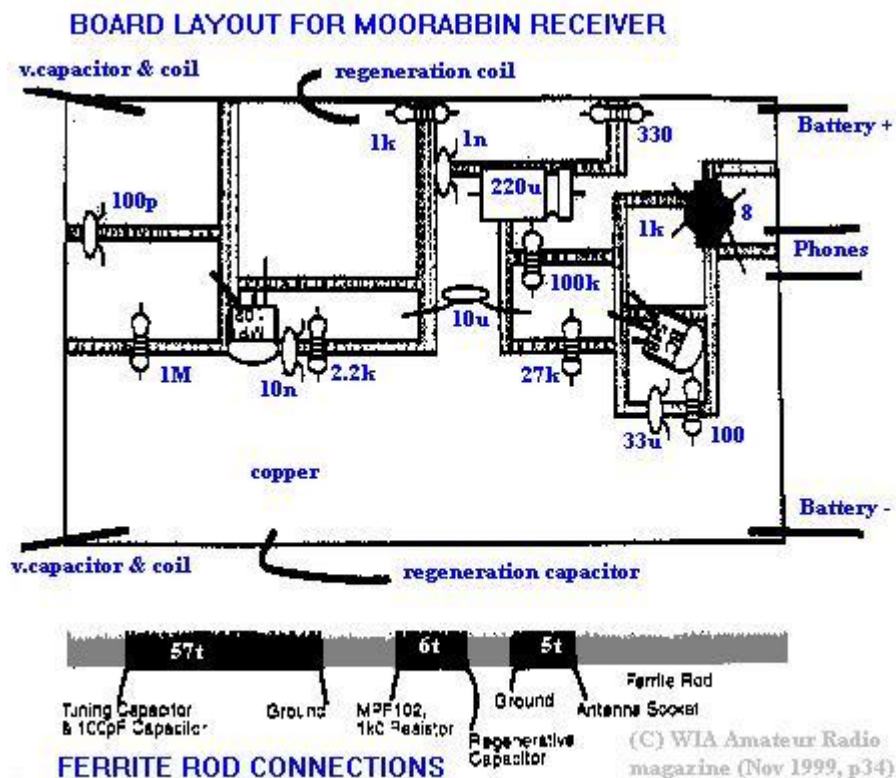 BOARD LAYOUT FOR MOORABBIN RECEIVER
v.capacitor & coil
regeneration coil
1k
1n
330
Battery +
220u
100p
1k
8
Phones
100k
10u
1M
10n
2.2k
27k
33u
100
copper
Battery -
v.capacitor & coil
regeneration capacitor
57t
6t
5t
Ferrite Rod
Tuning Capacitor
& 100pF Capacitor
Ground
MPF102,
1k0 Resistor
Regenerative
Capacitor
Ground
Antenna Socket
FERRITE ROD CONNECTIONS
(C) WIA Amateur Radio
magazine (Nov 1999, p34)